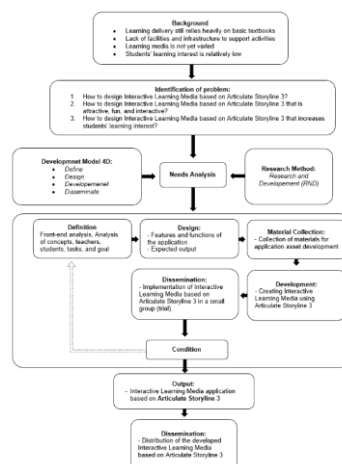 Background
• Learning delivery still relies heavily on basic textbooks
• Lack of facilities and infrastructure to support activities
• Learning media is not yet varied
• Students' learning interest is relatively low
Identification of problem:
1. How to design Interactive Learning Media based on Articulate Storyline 3?
2. How to design Interactive Learning Media based on Articulate Storyline 3 that is
attractive, fun, and interactive?
3. How to design Interactive Learning Media based on Articulate Storyline 3 that increases
students' learning interest?
Developmnet Model 4D:
• Define
• Design
• Developemenet
• Disseminate
Needs Analysis
Research Method:
Research and
Developement (RND)
Definition
Front-end analysis, Analysis
of concepts, teachers,
students, tasks, and goal
Design:
- Features and functions of
the application
- Expected output
Material Collection:
- Collection of materials for
application asset development
Dissemination:
- Implementation of Interactive
Learning Media based on
Articulate Storyline 3 in a small
group (trial).
Development:
- Creating Interactive
Learning Media using
Articulate Storyline 3
Condition
Output:
- Interactive Learning Media application
based on Articulate Storyline 3
Dissemination:
- Distribution of the developed
Interactive Learning Media
based on Articulate Storyline 3